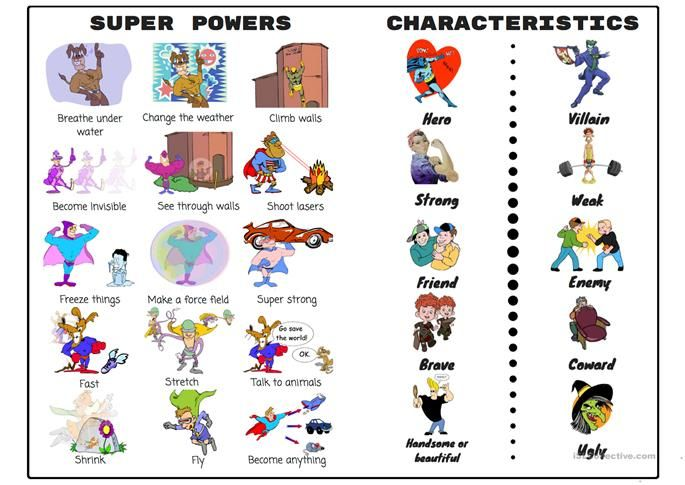 SUPER POWERS
CHARACTERISTICS
Breathe under
water
Change the weather
Climb walls
Become Invisible
See through walls
Shoot lasers
Freeze things
Make a force field
Super strong
Go save
the world!
OK
Fast
Stretch
Talk to animals
Shrink
Fly
Become anything
Hero
Villain
Strong
Weak
Friend
Enemy
Brave
Coward
Handsome or
beautiful
Ugly